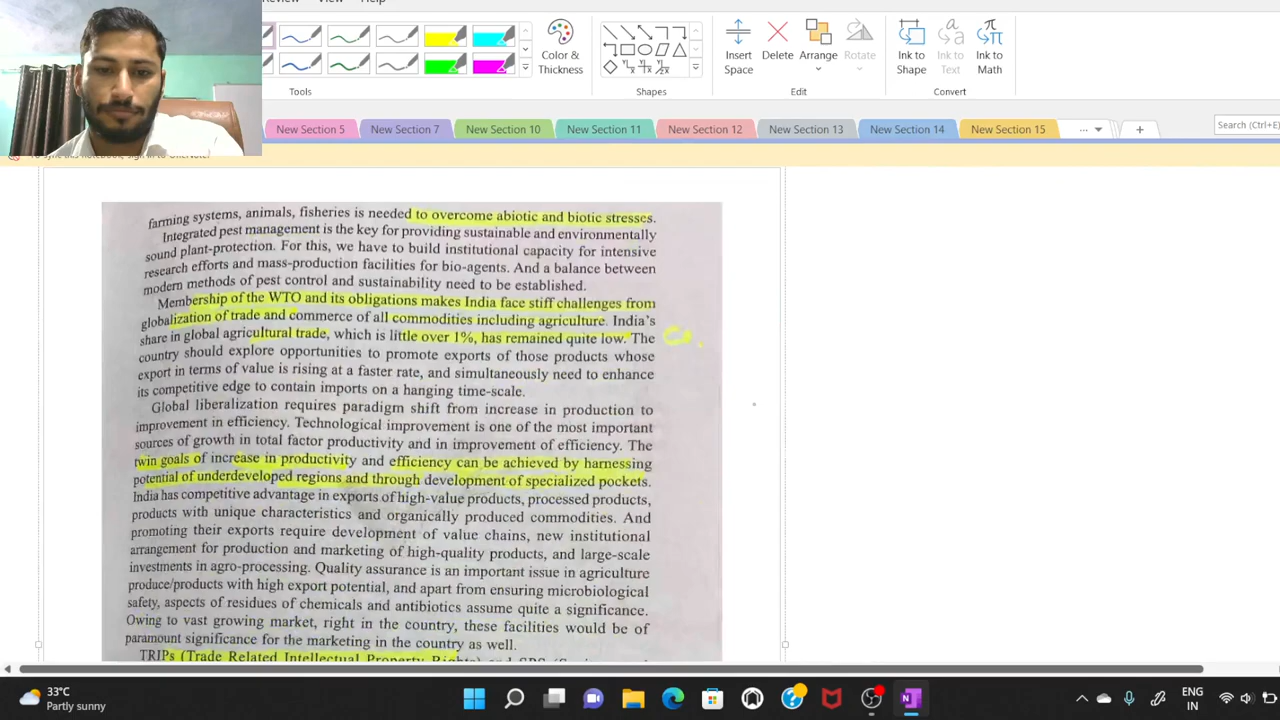 Review View Help
Color & Thickness
Insert Space
Delete
Arrange
Rotate
Ink to Shape
Ink to Text
Ink to Math
Tools
Shapes
Edit
Convert
New Section 5
New Section 7
New Section 10
New Section 11
New Section 12
New Section 13
New Section 14
New Section 15
...
Search (Ctrl+E)
To sync this notebook, sign in to OneNote.
farming systems, animals, fisheries is needed to overcome abiotic and biotic stresses.
Integrated pest management is the key for providing sustainable and environmentally
sound plant-protection. For this, we have to build institutional capacity for intensive
research efforts and mass-production facilities for bio-agents. And a balance between
modern methods of pest control and sustainability need to be established.
Membership of the WTO and its obligations makes India face stiff challenges from
globalization of trade and commerce of all commodities including agriculture. India's
share in global agricultural trade, which is little over 1%, has remained quite low. The
country should explore opportunities to promote exports of those products whose
export in terms of value is rising at a faster rate, and simultaneously need to enhance
its competitive edge to contain imports on a hanging time-scale.
Global liberalization requires paradigm shift from increase in production to
improvement in efficiency. Technological improvement is one of the most important
sources of growth in total factor productivity and in improvement of efficiency. The
twin goals of increase in productivity and efficiency can be achieved by harnessing
potential of underdeveloped regions and through development of specialized pockets.
India has competitive advantage in exports of high-value products, processed products,
products with unique characteristics and organically produced commodities. And
promoting their exports require development of value chains, new institutional
arrangement for production and marketing of high-quality products, and large-scale
investments in agro-processing. Quality assurance is an important issue in agriculture
produce/products with high export potential, and apart from ensuring microbiological
safety, aspects of residues of chemicals and antibiotics assume quite a significance.
Owing to vast growing market, right in the country, these facilities would be of
paramount significance for the marketing in the country as well.
TRIPs (Trade Related Intellectual Property Rights) and SPS
33°C
Partly sunny
ENG
IN